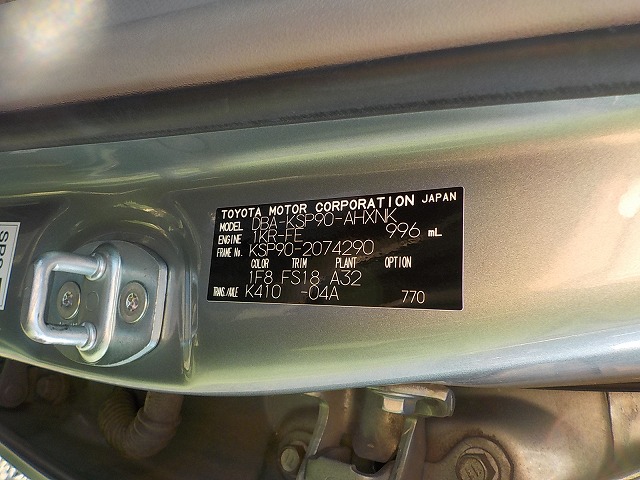 TOYOTA MOTOR CORPORATION JAPAN
MODEL DBA-KSP90-AHXNK
ENGINE 1KR-FE 996 mL
FRAME No. KSP90-2074290
COLOR TRIM PLANT OPTION
1F8 FS18 A32
TRANS./AXLE K410 -04A 770